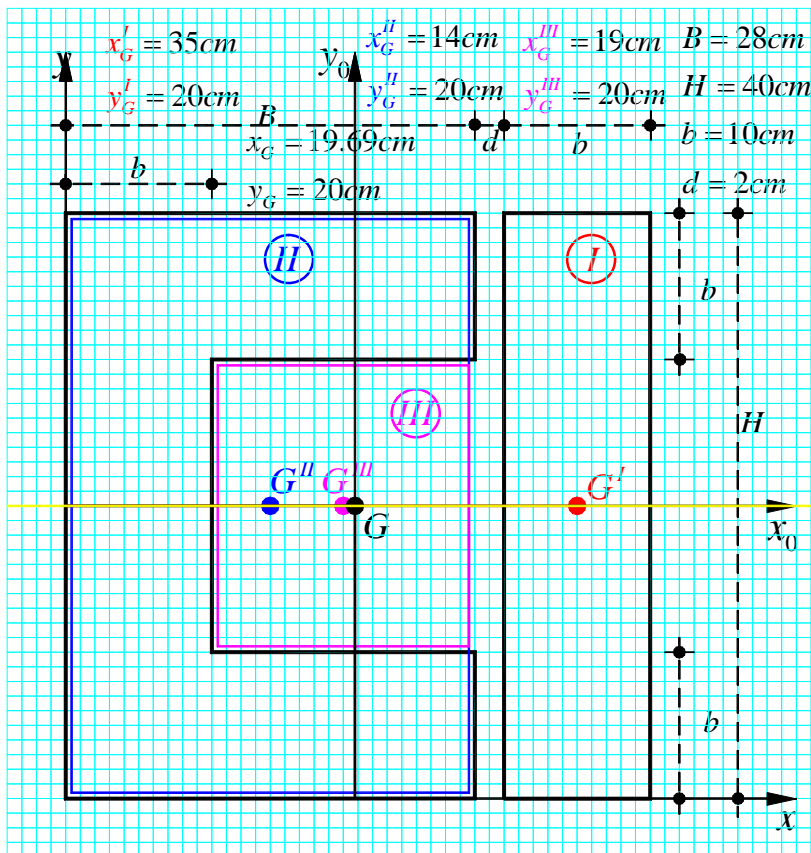 x_G^I = 35cm
y_G^I = 20cm
y
y_0
x_G^II = 14cm
y_G^II = 20cm
x_G^III = 19cm
y_G^III = 20cm
B = 28cm
H = 40cm
b = 10cm
d = 2cm
B
d
b
b
x_G = 19.69cm
y_G = 20cm
II
I
b
III
H
G^II
G^III
G^I
G
x_0
b
x